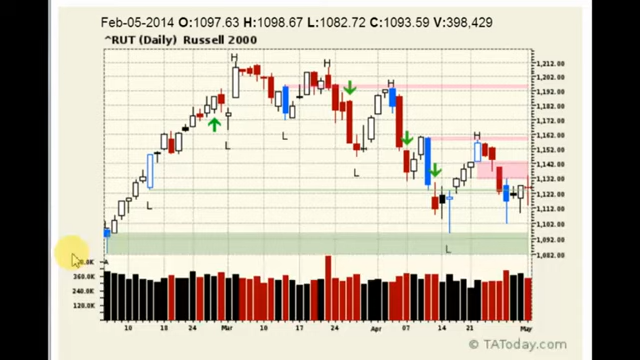 Feb-05-2014 O:1097.63 H:1098.67 L:1082.72 C:1093.59 V:398,429
^RUT (Daily) Russell 2000
H
H
H
H
L
L
L
L
L
1,212.00
1,202.00
1,192.00
1,182.00
1,172.00
1,162.00
1,152.00
1,142.00
1,132.00
1,122.00
1,112.00
1,102.00
1,092.00
1,082.00
360.0K
240.0K
120.0K
10 18 24 Mar 10 18 24 Apr 07 14 21 May
© TAToday.com